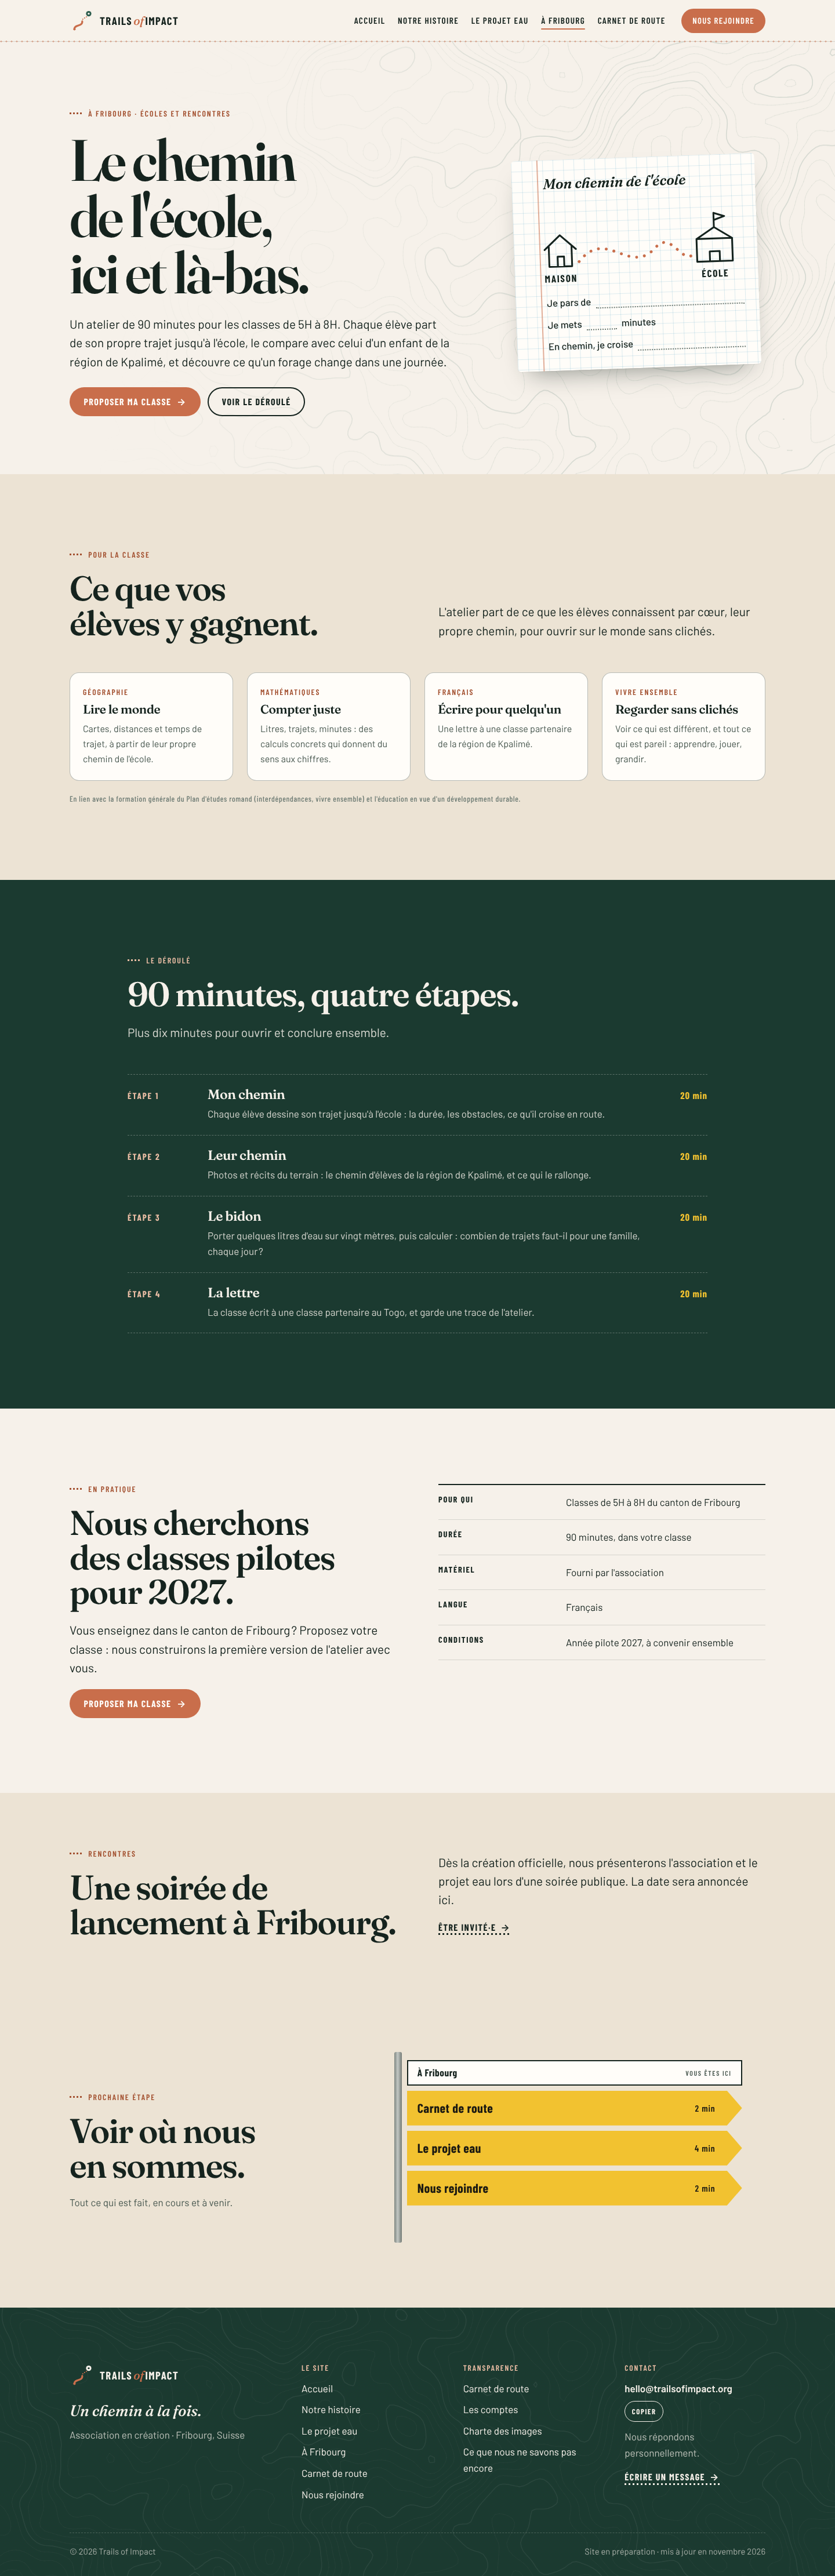 TRAILS of IMPACT
ACCUEIL NOTRE HISTOIRE LE PROJET EAU À FRIBOURG CARNET DE ROUTE NOUS REJOINDRE
À FRIBOURG · ÉCOLES ET RENCONTRES
Le chemin
de l'école,
ici et là-bas.
Un atelier de 90 minutes pour les classes de 5H à 8H. Chaque élève part
de son propre trajet jusqu'à l'école, le compare avec celui d'un enfant de la
région de Kpalimé, et découvre ce qu'un forage change dans une journée.
PROPOSER MA CLASSE →
VOIR LE DÉROULÉ
Mon chemin de l'école
MAISON
ÉCOLE
Je pars de
Je mets minutes
En chemin, je croise
POUR LA CLASSE
Ce que vos
élèves y gagnent.
L'atelier part de ce que les élèves connaissent par cœur, leur
propre chemin, pour ouvrir sur le monde sans clichés.
GÉOGRAPHIE
Lire le monde
Cartes, distances et temps de
trajet, à partir de leur propre
chemin de l'école.
MATHÉMATIQUES
Compter juste
Litres, trajets, minutes : des
calculs concrets qui donnent du
sens aux chiffres.
FRANÇAIS
Écrire pour quelqu'un
Une lettre à une classe partenaire
de la région de Kpalimé.
VIVRE ENSEMBLE
Regarder sans clichés
Voir ce qui est différent, et tout ce
qui est pareil : apprendre, jouer,
grandir.
En lien avec la formation générale du Plan d'études romand (interdépendances, vivre ensemble) et l'éducation en vue d'un développement durable.
LE DÉROULÉ
90 minutes, quatre étapes.
Plus dix minutes pour ouvrir et conclure ensemble.
ÉTAPE 1
Mon chemin
20 min
Chaque élève dessine son trajet jusqu'à l'école : la durée, les obstacles, ce qu'il croise en route.
ÉTAPE 2
Leur chemin
20 min
Photos et récits du terrain : le chemin d'élèves de la région de Kpalimé, et ce qui le rallonge.
ÉTAPE 3
Le bidon
20 min
Porter quelques litres d'eau sur vingt mètres, puis calculer : combien de trajets faut-il pour une famille,
chaque jour ?
ÉTAPE 4
La lettre
20 min
La classe écrit à une classe partenaire au Togo, et garde une trace de l'atelier.
EN PRATIQUE
Nous cherchons
des classes pilotes
pour 2027.
Vous enseignez dans le canton de Fribourg ? Proposez votre
classe : nous construirons la première version de l'atelier avec
vous.
PROPOSER MA CLASSE →
POUR QUI Classes de 5H à 8H du canton de Fribourg
DURÉE 90 minutes, dans votre classe
MATÉRIEL Fourni par l'association
LANGUE Français
CONDITIONS Année pilote 2027, à convenir ensemble
RENCONTRES
Une soirée de
lancement à Fribourg.
Dès la création officielle, nous présenterons l'association et le
projet eau lors d'une soirée publique. La date sera annoncée
ici.
ÊTRE INVITÉ·E →
PROCHAINE ÉTAPE
Voir où nous
en sommes.
Tout ce qui est fait, en cours et à venir.
À Fribourg VOUS ÊTES ICI
Carnet de route 2 min
Le projet eau 4 min
Nous rejoindre 2 min
TRAILS of IMPACT
Un chemin à la fois.
Association en création · Fribourg, Suisse
LE SITE
Accueil
Notre histoire
Le projet eau
À Fribourg
Carnet de route
Nous rejoindre
TRANSPARENCE
Carnet de route
Les comptes
Charte des images
Ce que nous ne savons pas
encore
CONTACT
hello@trailsofimpact.org
COPIER
Nous répondons
personnellement.
ÉCRIRE UN MESSAGE →
© 2026 Trails of Impact
Site en préparation · mis à jour en novembre 2026